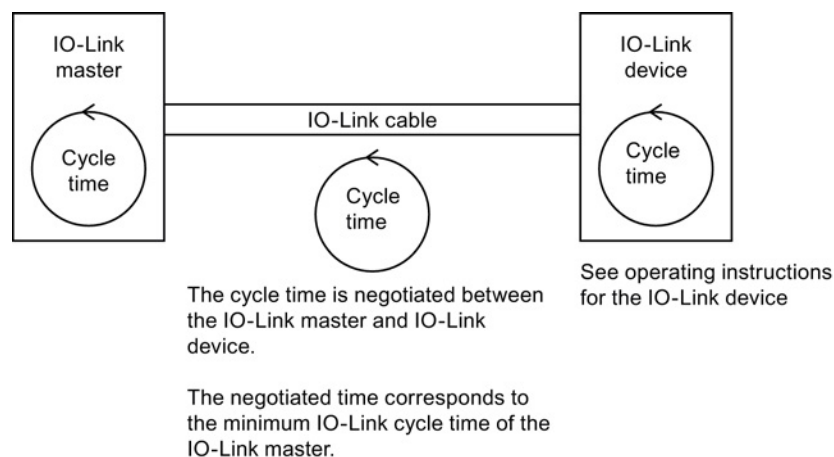 IO-Link
master
Cycle
time
IO-Link cable
Cycle
time
IO-Link
device
Cycle
time
The cycle time is negotiated between
the IO-Link master and IO-Link
device.
The negotiated time corresponds to
the minimum IO-Link cycle time of the
IO-Link master.
See operating instructions
for the IO-Link device